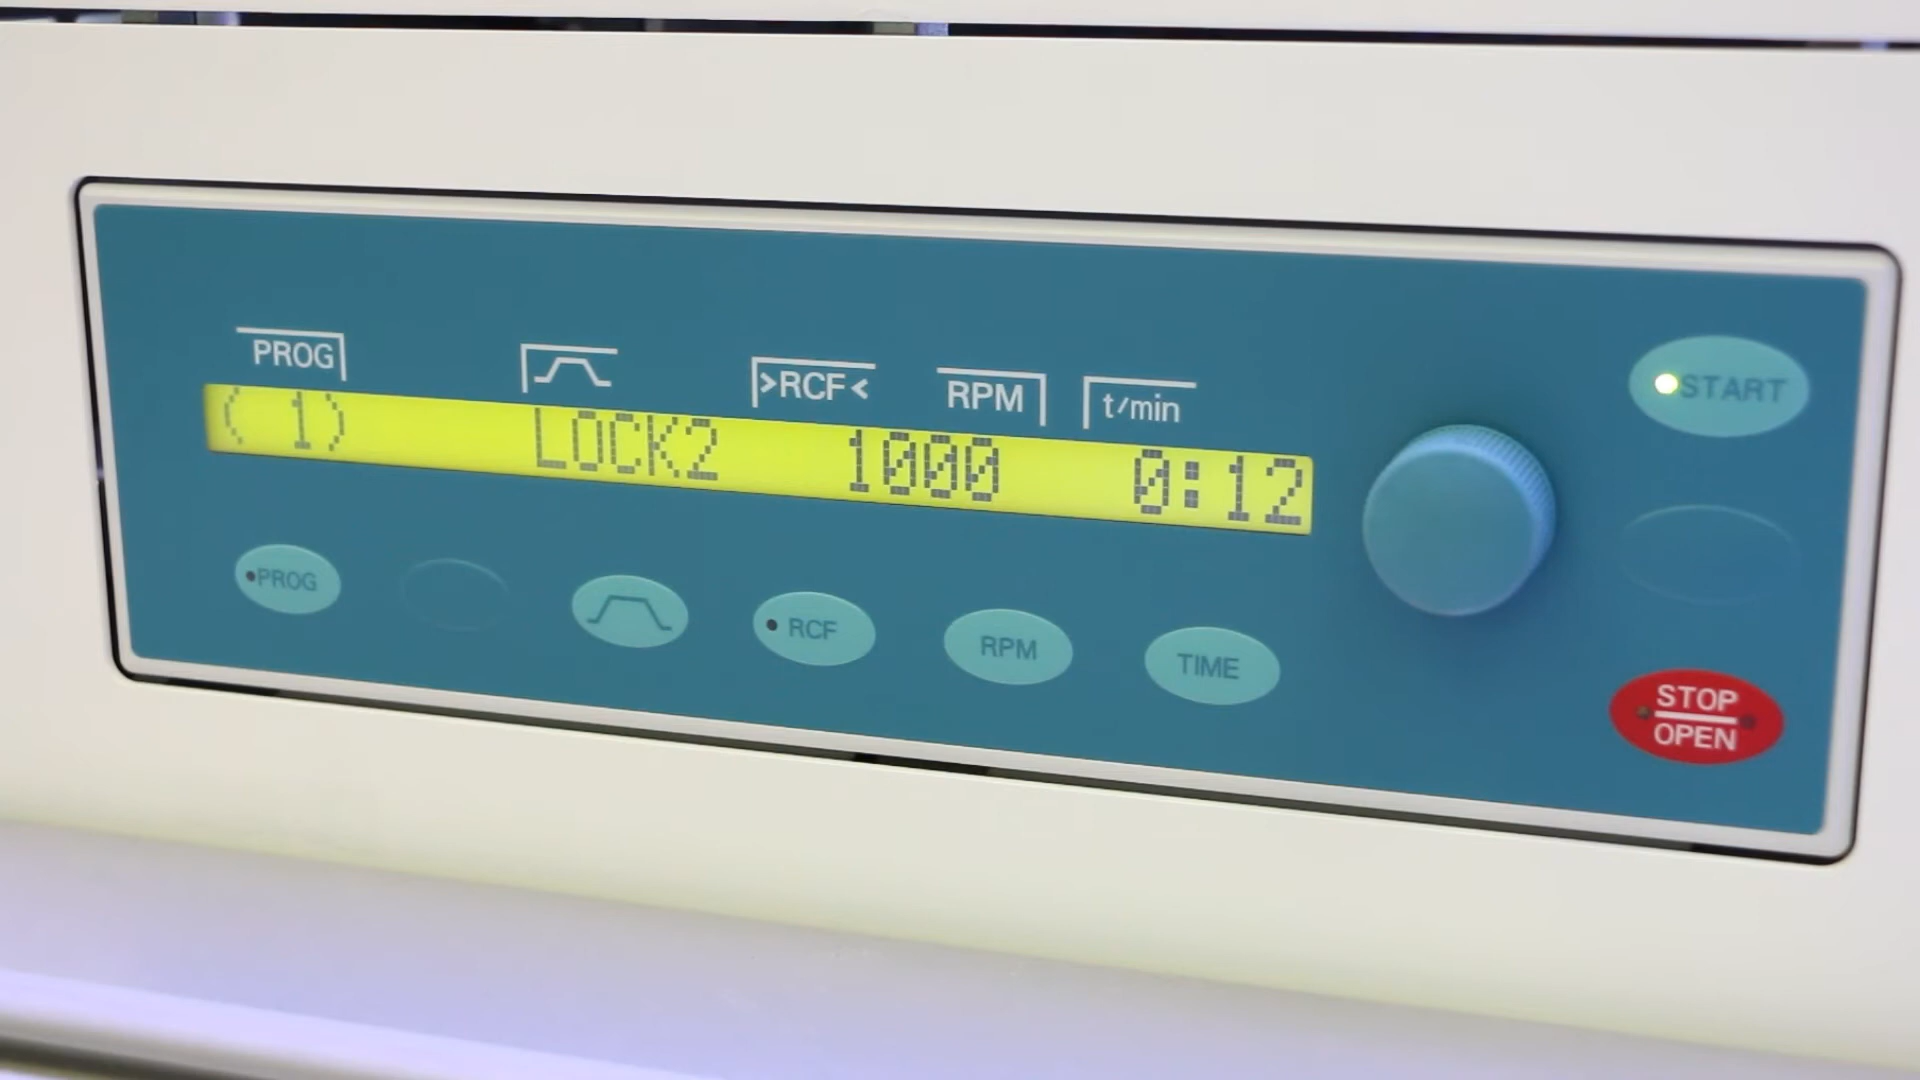 PROG >RCF< RPM t/min
( 1) LOCK2 1000 0:12
START
PROG RCF RPM TIME
STOP
OPEN